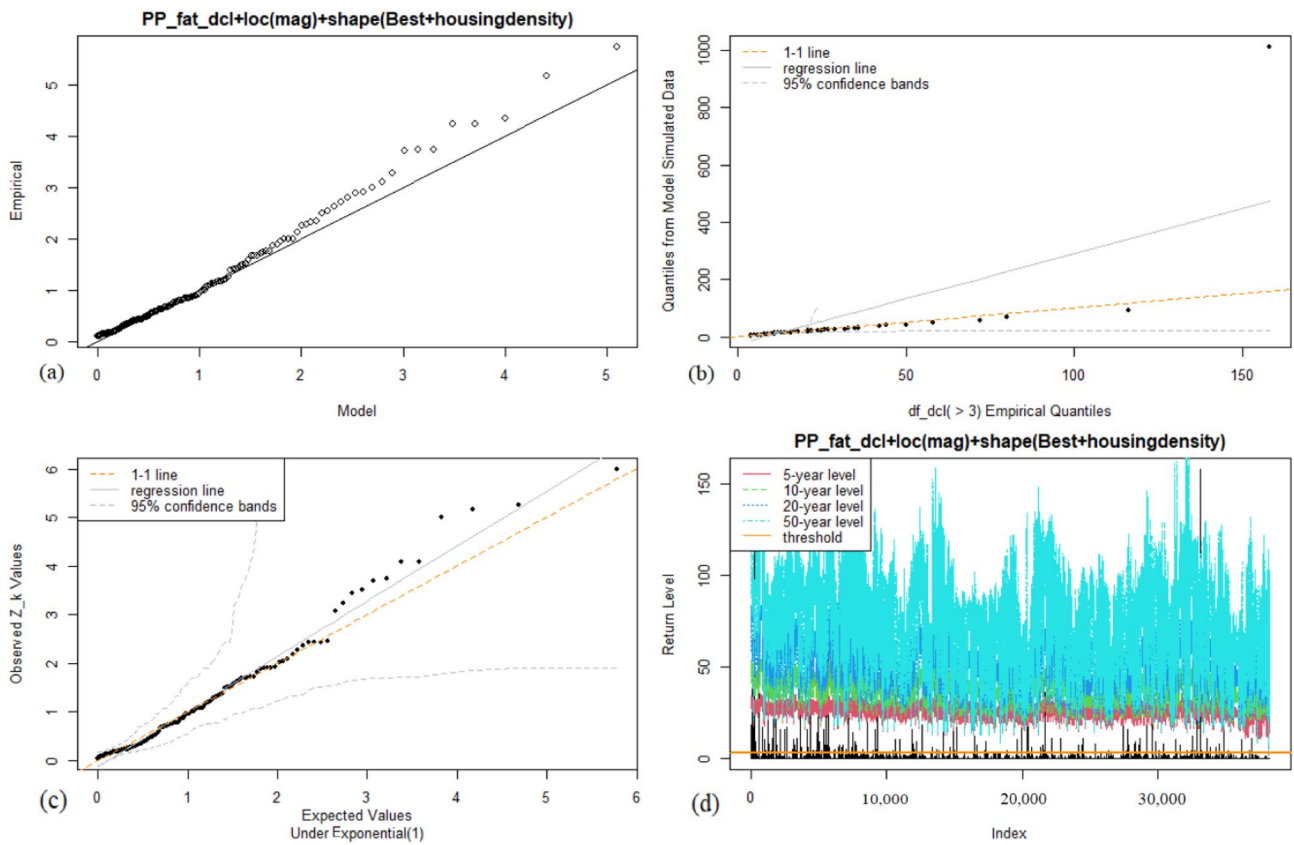 PP_fat_dcl+loc(mag)+shape(Best+housingdensity)
Empirical
5
4
3
2
1
0
0 1 2 3 4 5
(a)
Model
1-1 line
regression line
95% confidence bands
Quantiles from Model Simulated Data
1000
800
600
400
200
0
0 50 100 150
(b)
df_dcl( > 3) Empirical Quantiles
1-1 line
regression line
95% confidence bands
Observed Z_k Values
6
5
4
3
2
1
0
0 1 2 3 4 5 6
(c)
Expected Values
Under Exponential(1)
PP_fat_dcl+loc(mag)+shape(Best+housingdensity)
5-year level
10-year level
20-year level
50-year level
threshold
Return Level
150
100
50
0
0 10,000 20,000 30,000
(d)
Index